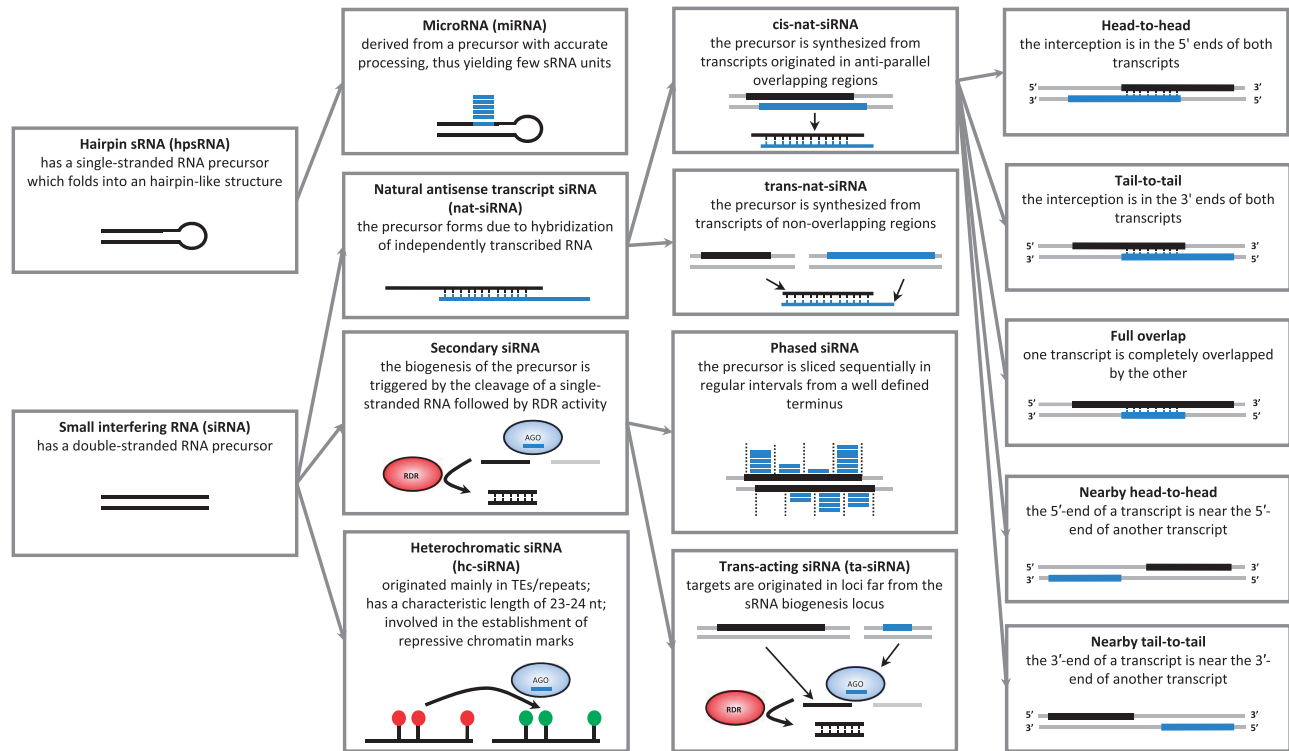 Hairpin sRNA (hpsRNA)
has a single-stranded RNA precursor
which folds into an hairpin-like structure
Small interfering RNA (siRNA)
has a double-stranded RNA precursor
MicroRNA (miRNA)
derived from a precursor with accurate
processing, thus yielding few sRNA units
Natural antisense transcript siRNA
(nat-siRNA)
the precursor forms due to hybridization
of independently transcribed RNA
Secondary siRNA
the biogenesis of the precursor is
triggered by the cleavage of a single-
stranded RNA followed by RDR activity
AGO
RDR
Heterochromatic siRNA
(hc-siRNA)
originated mainly in TEs/repeats;
has a characteristic length of 23-24 nt;
involved in the establishment of
repressive chromatin marks
AGO
cis-nat-siRNA
the precursor is synthesized from
transcripts originated in anti-parallel
overlapping regions
trans-nat-siRNA
the precursor is synthesized from
transcripts of non-overlapping regions
Phased siRNA
the precursor is sliced sequentially in
regular intervals from a well defined
terminus
Trans-acting siRNA (ta-siRNA)
targets are originated in loci far from the
sRNA biogenesis locus
AGO
RDR
Head-to-head
the interception is in the 5' ends of both
transcripts
5′ 3′
3′ 5′
Tail-to-tail
the interception is in the 3' ends of both
transcripts
5′ 3′
3′ 5′
Full overlap
one transcript is completely overlapped
by the other
5′ 3′
3′ 5′
Nearby head-to-head
the 5′-end of a transcript is near the 5′-
end of another transcript
5′ 3′
3′ 5′
Nearby tail-to-tail
the 3′-end of a transcript is near the 3′-
end of another transcript
5′ 3′
3′ 5′